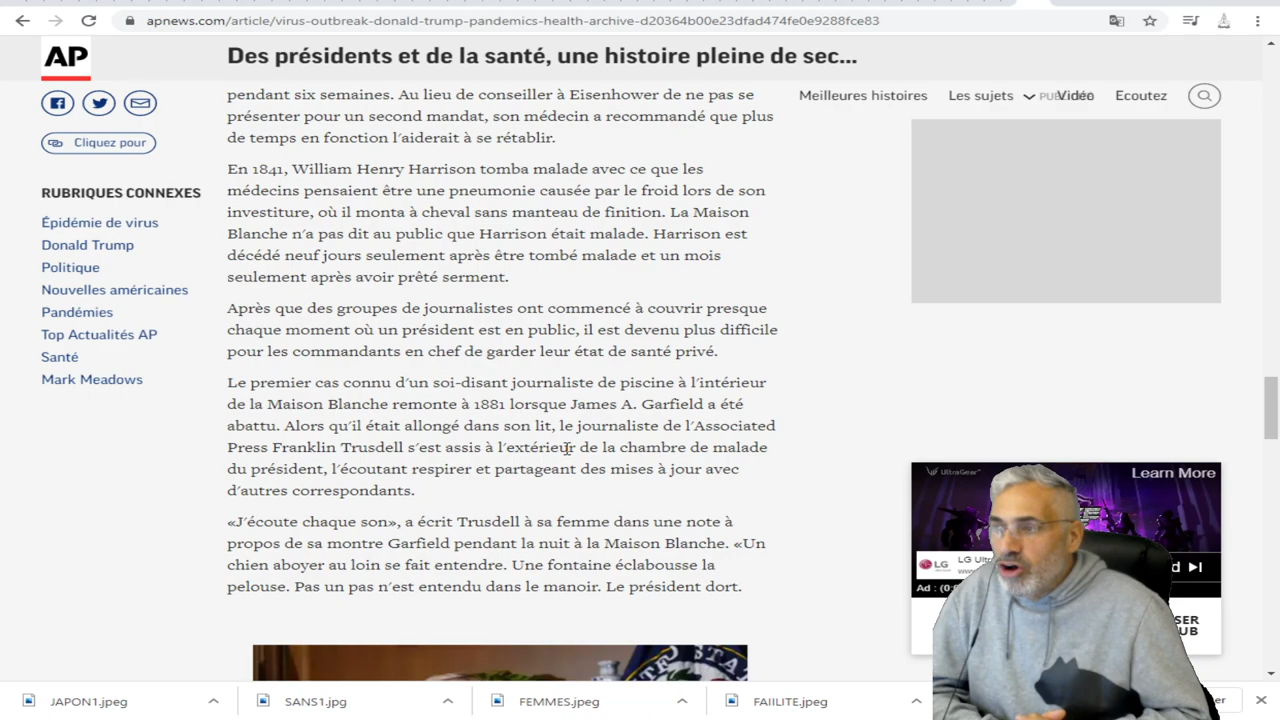 apnews.com/article/virus-outbreak-donald-trump-pandemics-health-archive-d20364b00e23dfad474fe0e9288fce83
AP
Des présidents et de la santé, une histoire pleine de sec...
Meilleures histoires
Les sujets
Vidéo
Ecoutez
Cliquez pour
RUBRIQUES CONNEXES
Épidémie de virus
Donald Trump
Politique
Nouvelles américaines
Pandémies
Top Actualités AP
Santé
Mark Meadows
pendant six semaines. Au lieu de conseiller à Eisenhower de ne pas se
présenter pour un second mandat, son médecin a recommandé que plus
de temps en fonction l'aiderait à se rétablir.
En 1841, William Henry Harrison tomba malade avec ce que les
médecins pensaient être une pneumonie causée par le froid lors de son
investiture, où il monta à cheval sans manteau de finition. La Maison
Blanche n'a pas dit au public que Harrison était malade. Harrison est
décédé neuf jours seulement après être tombé malade et un mois
seulement après avoir prêté serment.
Après que des groupes de journalistes ont commencé à couvrir presque
chaque moment où un président est en public, il est devenu plus difficile
pour les commandants en chef de garder leur état de santé privé.
Le premier cas connu d'un soi-disant journaliste de piscine à l'intérieur
de la Maison Blanche remonte à 1881 lorsque James A. Garfield a été
abattu. Alors qu'il était allongé dans son lit, le journaliste de l'Associated
Press Franklin Trusdell s'est assis à l'extérieur de la chambre de malade
du président, l'écoutant respirer et partageant des mises à jour avec
d'autres correspondants.
«J'écoute chaque son», a écrit Trusdell à sa femme dans une note à
propos de sa montre Garfield pendant la nuit à la Maison Blanche. «Un
chien aboyer au loin se fait entendre. Une fontaine éclaboussa la
pelouse. Pas un pas n'est entendu dans le manoir. Le président dort.
UltraGear
Learn More
LG
LG Ultr
www.
Ad : (0:
SER
UB
JAPON1.jpeg
SANS1.jpg
FEMMES.jpeg
FAIILITE.jpeg